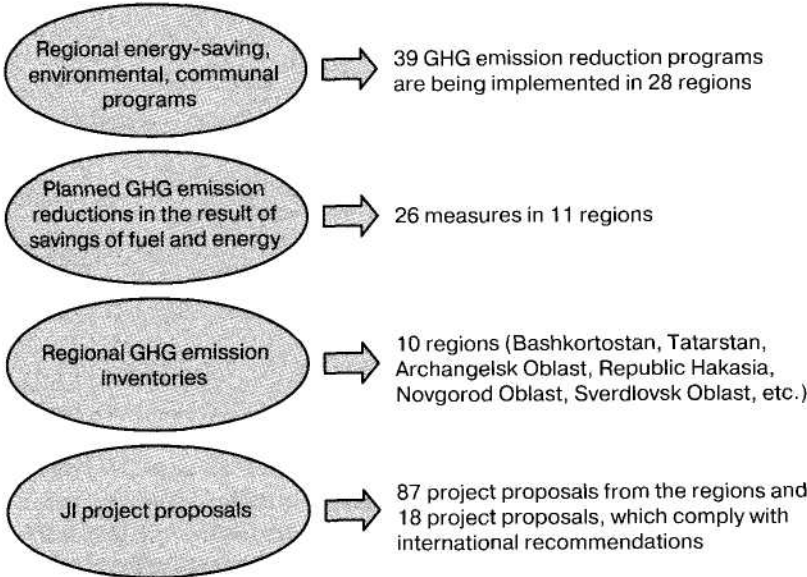 Regional energy-saving,
environmental, communal
programs
39 GHG emission reduction programs
are being implemented in 28 regions
Planned GHG emission
reductions in the result of
savings of fuel and energy
26 measures in 11 regions
Regional GHG emission
inventories
10 regions (Bashkortostan, Tatarstan,
Archangelsk Oblast, Republic Hakasia,
Novgorod Oblast, Sverdlovsk Oblast, etc.)
JI project proposals
87 project proposals from the regions and
18 project proposals, which comply with
international recommendations